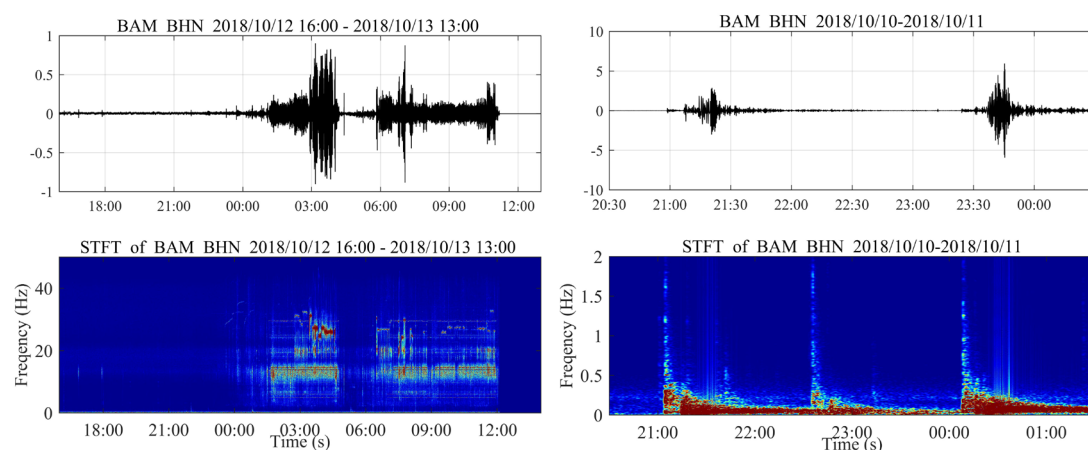 BAM BHN 2018/10/12 16:00 - 2018/10/13 13:00
1
0.5
0
-0.5
-1
18:00 21:00 00:00 03:00 06:00 09:00 12:00
BAM BHN 2018/10/10-2018/10/11
10
5
0
-5
-10
20:30 21:00 21:30 22:00 22:30 23:00 23:30 00:00
STFT of BAM BHN 2018/10/12 16:00 - 2018/10/13 13:00
Freqency (Hz)
40
20
0
18:00 21:00 00:00 03:00 06:00 09:00 12:00
Time (s)
STFT of BAM BHN 2018/10/10-2018/10/11
Freqency (Hz)
2
1.5
1
0.5
0
21:00 22:00 23:00 00:00 01:00
Time (s)